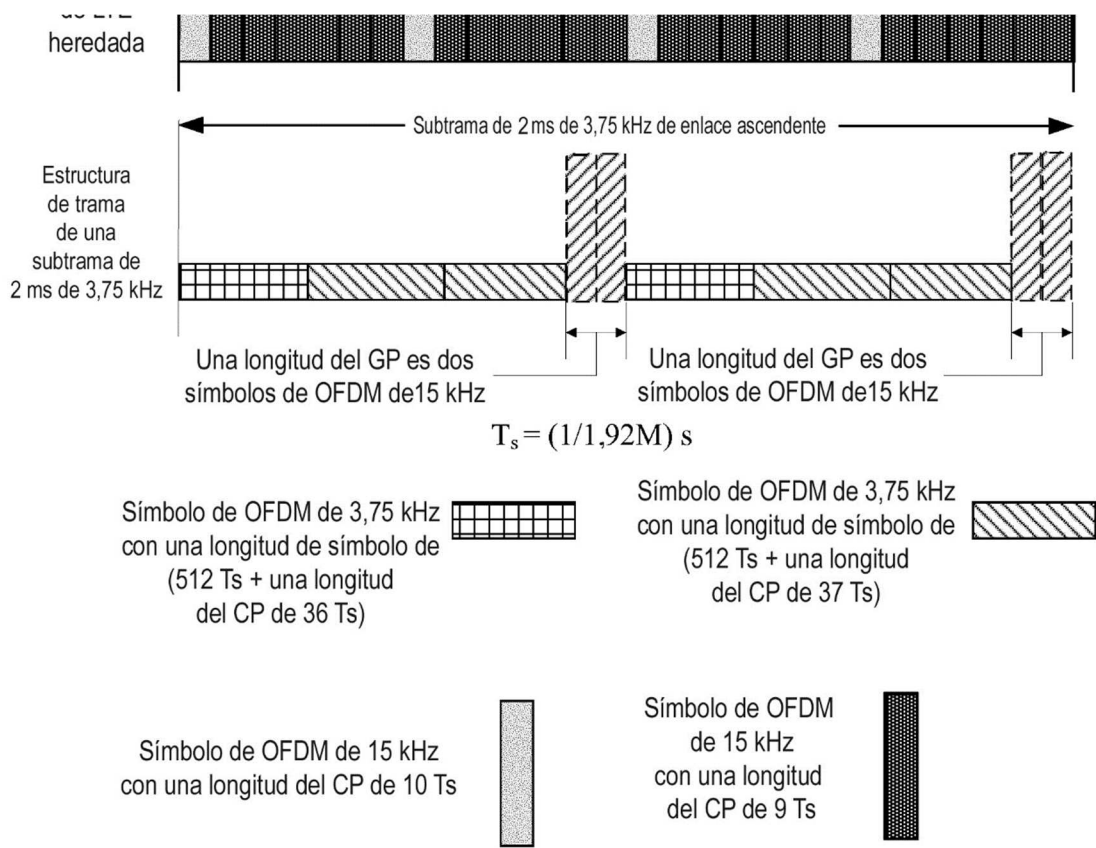 heredada
Subtrama de 2 ms de 3,75 kHz de enlace ascendente
Estructura
de trama
de una
subtrama de
2 ms de 3,75 kHz
Una longitud del GP es dos
símbolos de OFDM de15 kHz
Una longitud del GP es dos
símbolos de OFDM de15 kHz
Ts = (1/1,92M) s
Símbolo de OFDM de 3,75 kHz
con una longitud de símbolo de
(512 Ts + una longitud
del CP de 36 Ts)
Símbolo de OFDM de 3,75 kHz
con una longitud de símbolo de
(512 Ts + una longitud
del CP de 37 Ts)
Símbolo de OFDM de 15 kHz
con una longitud del CP de 10 Ts
Símbolo de OFDM
de 15 kHz
con una longitud
del CP de 9 Ts